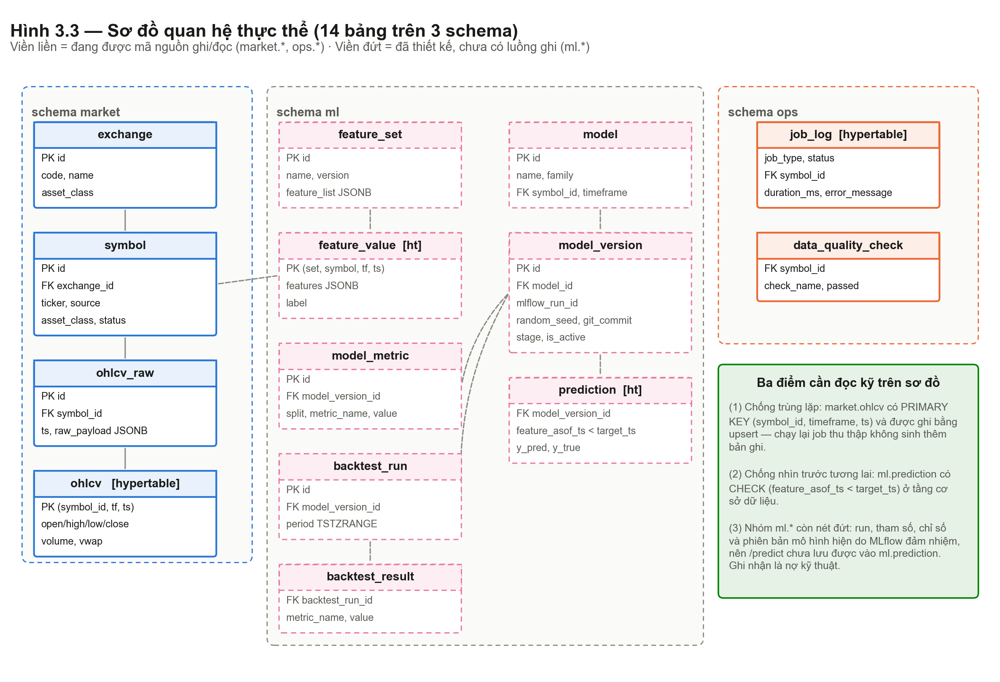 Hình 3.3 — Sơ đồ quan hệ thực thể (14 bảng trên 3 schema)
Viền liền = đang được mã nguồn ghi/đọc (market.*, ops.*) · Viền đứt = đã thiết kế, chưa có luồng ghi (ml.*)
schema market
exchange
PK id
code, name
asset_class
symbol
PK id
FK exchange_id
ticker, source
asset_class, status
ohlcv_raw
PK id
FK symbol_id
ts, raw_payload JSONB
ohlcv [hypertable]
PK (symbol_id, tf, ts)
open/high/low/close
volume, vwap
schema ml
feature_set
PK id
name, version
feature_list JSONB
feature_value [ht]
PK (set, symbol, tf, ts)
features JSONB
label
model_metric
PK id
FK model_version_id
split, metric_name, value
backtest_run
PK id
FK model_version_id
period TSTZRANGE
backtest_result
FK backtest_run_id
metric_name, value
model
PK id
name, family
FK symbol_id, timeframe
model_version
PK id
FK model_id
mlflow_run_id
random_seed, git_commit
stage, is_active
prediction [ht]
FK model_version_id
feature_asof_ts < target_ts
y_pred, y_true
schema ops
job_log [hypertable]
job_type, status
FK symbol_id
duration_ms, error_message
data_quality_check
FK symbol_id
check_name, passed
Ba điểm cần đọc kỹ trên sơ đồ
(1) Chống trùng lặp: market.ohlcv có PRIMARY
KEY (symbol_id, timeframe, ts) và được ghi bằng
upsert — chạy lại job thu thập không sinh thêm
bản ghi.
(2) Chống nhìn trước tương lai: ml.prediction có
CHECK (feature_asof_ts < target_ts) ở tầng cơ
sở dữ liệu.
(3) Nhóm ml.* còn nét đứt: run, tham số, chỉ số
và phiên bản mô hình hiện do MLflow đảm nhiệm,
nên /predict chưa lưu được vào ml.prediction.
Ghi nhận là nợ kỹ thuật.